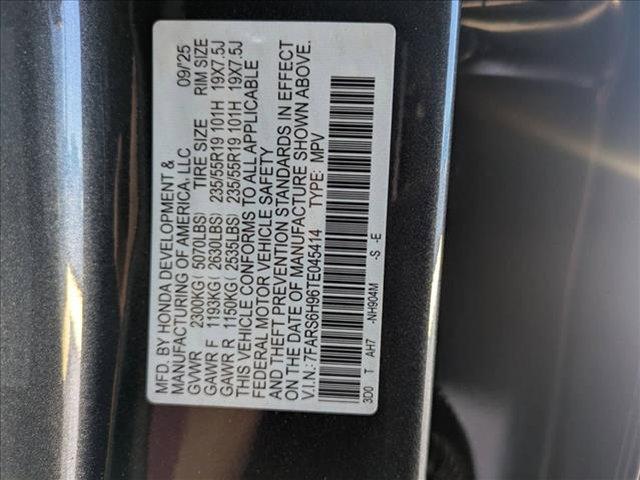 MFD. BY HONDA DEVELOPMENT &
MANUFACTURING OF AMERICA, LLC 09/25
GVWR 2300KG( 5070LBS) TIRE SIZE RIM SIZE
GAWR F 1193KG( 2630LBS) 235/55R19 101H 19X7.5J
GAWR R 1150KG( 2535LBS) 235/55R19 101H 19X7.5J
THIS VEHICLE CONFORMS TO ALL APPLICABLE
FEDERAL MOTOR VEHICLE SAFETY
AND THEFT PREVENTION STANDARDS IN EFFECT
ON THE DATE OF MANUFACTURE SHOWN ABOVE.
V.I.N.: 7FARS6H96TE045414 TYPE: MPV
3D0 T AH7 -NH904M -S -E